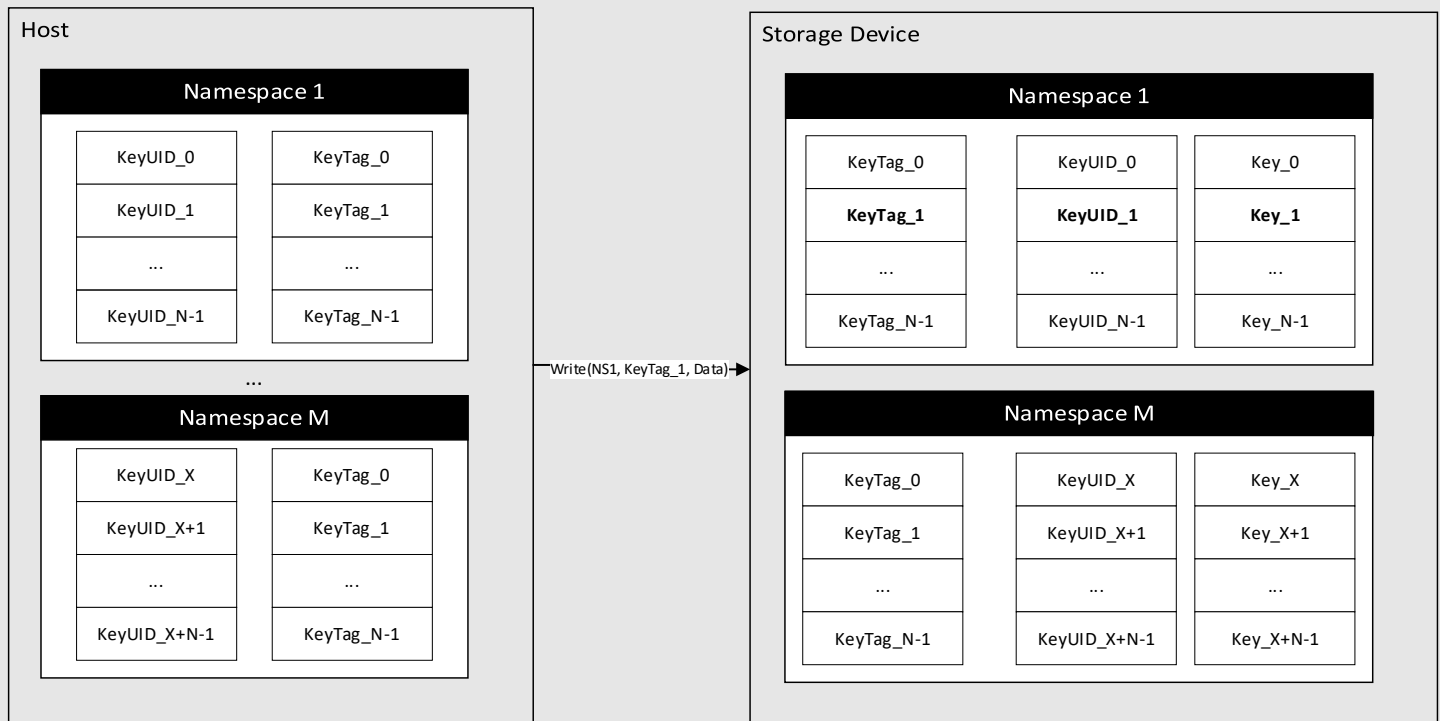 Host
Namespace 1
KeyUID_0 KeyTag_0
KeyUID_1 KeyTag_1
... ...
KeyUID_N-1 KeyTag_N-1
...
Namespace M
KeyUID_X KeyTag_0
KeyUID_X+1 KeyTag_1
... ...
KeyUID_X+N-1 KeyTag_N-1
Write(NS1, KeyTag_1, Data)
Storage Device
Namespace 1
KeyTag_0 KeyUID_0 Key_0
KeyTag_1 KeyUID_1 Key_1
... ... ...
KeyTag_N-1 KeyUID_N-1 Key_N-1
Namespace M
KeyTag_0 KeyUID_X Key_X
KeyTag_1 KeyUID_X+1 Key_X+1
... ... ...
KeyTag_N-1 KeyUID_X+N-1 Key_X+N-1